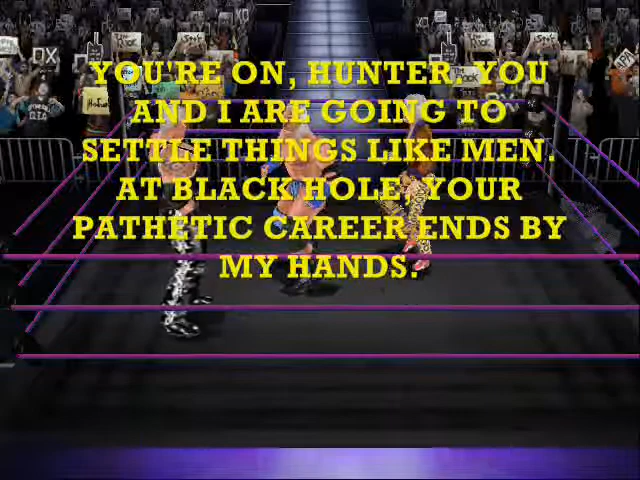 YOU'RE ON, HUNTER. YOU
AND I ARE GOING TO
SETTLE THINGS LIKE MEN.
AT BLACK HOLE, YOUR
PATHETIC CAREER ENDS BY
MY HANDS.
DX